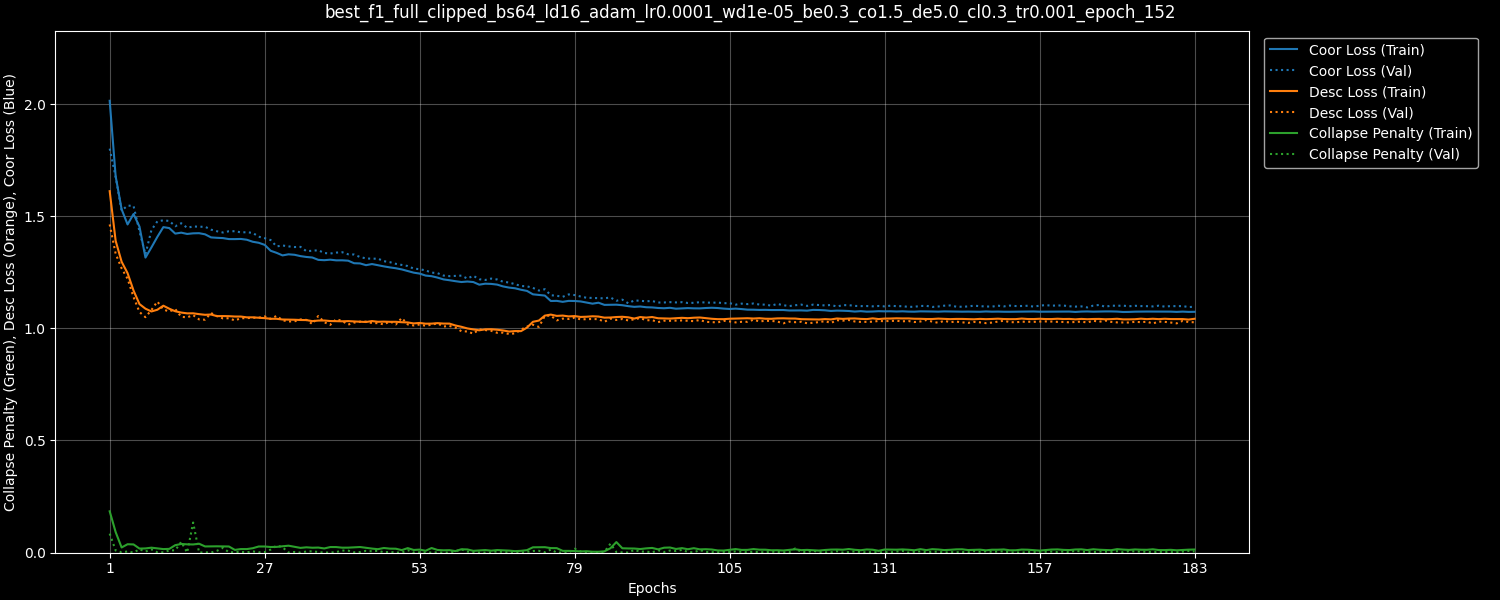 best_f1_full_clipped_bs64_ld16_adam_lr0.0001_wd1e-05_be0.3_co1.5_de5.0_cl0.3_tr0.001_epoch_152
Collapse Penalty (Green), Desc Loss (Orange), Coor Loss (Blue)
2.0
1.5
1.0
0.5
0.0
1 27 53 79 105 131 157 183
Epochs
Coor Loss (Train)
Coor Loss (Val)
Desc Loss (Train)
Desc Loss (Val)
Collapse Penalty (Train)
Collapse Penalty (Val)